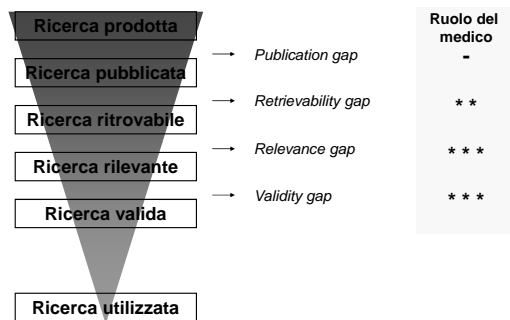 Ricerca prodotta
Ruolo del
medico
Publication gap
-
Ricerca pubblicata
Retrievability gap
* *
Ricerca ritrovabile
Relevance gap
* * *
Ricerca rilevante
Validity gap
* * *
Ricerca valida
Ricerca utilizzata